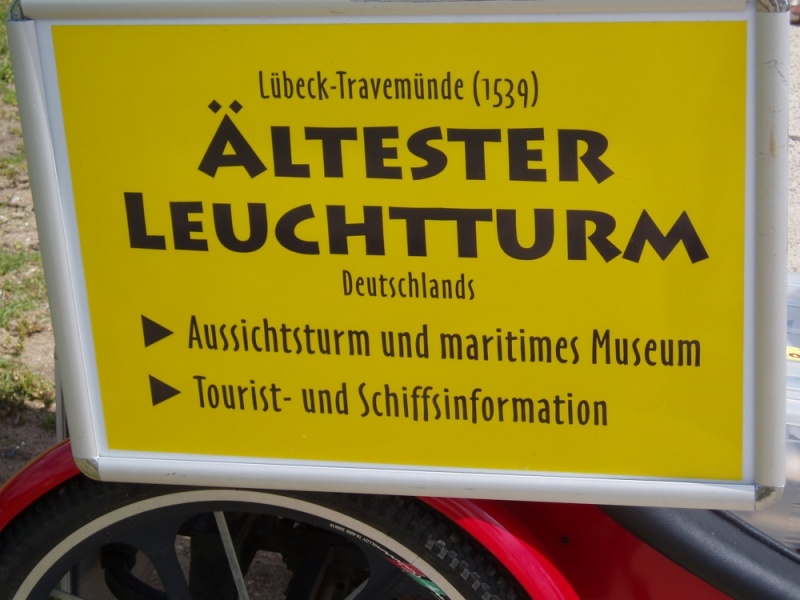 Lübeck-Travemünde (1539)
ÄLTESTER
LEUCHTTURM
Deutschlands
► Aussichtsturm und maritimes Museum
► Tourist- und Schiffsinformation